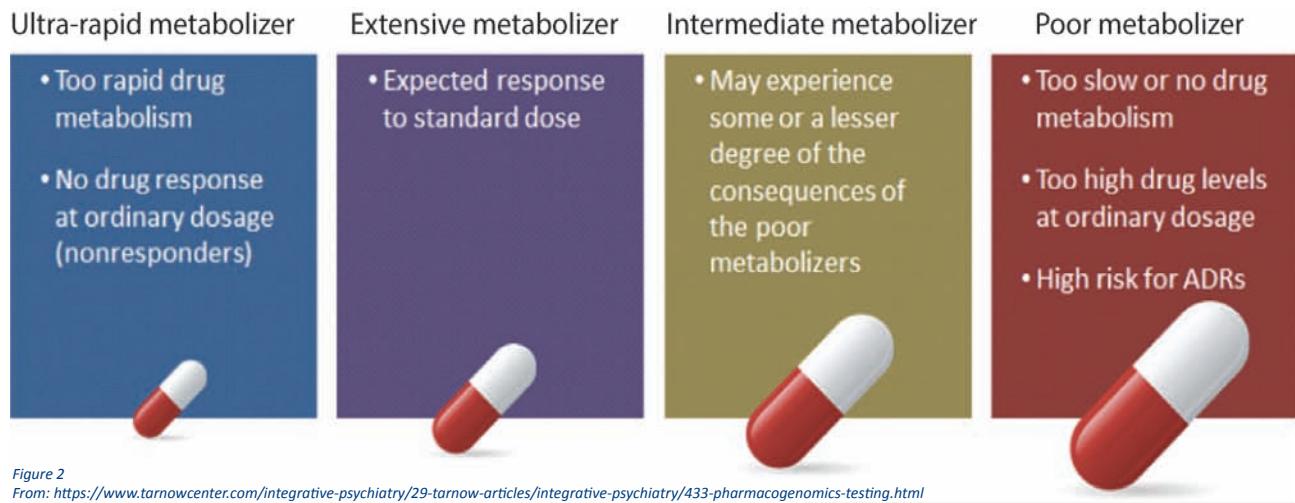 Ultra-rapid metabolizer
• Too rapid drug
metabolism
• No drug response
at ordinary dosage
(nonresponders)
Extensive metabolizer
• Expected response
to standard dose
Intermediate metabolizer
• May experience
some or a lesser
degree of the
consequences of
the poor
metabolizers
Poor metabolizer
• Too slow or no drug
metabolism
• Too high drug levels
at ordinary dosage
• High risk for ADRs
Figure 2
From: https://www.tarnowcenter.com/integrative-psychiatry/29-tarnow-articles/integrative-psychiatry/433-pharmacogenomics-testing.html